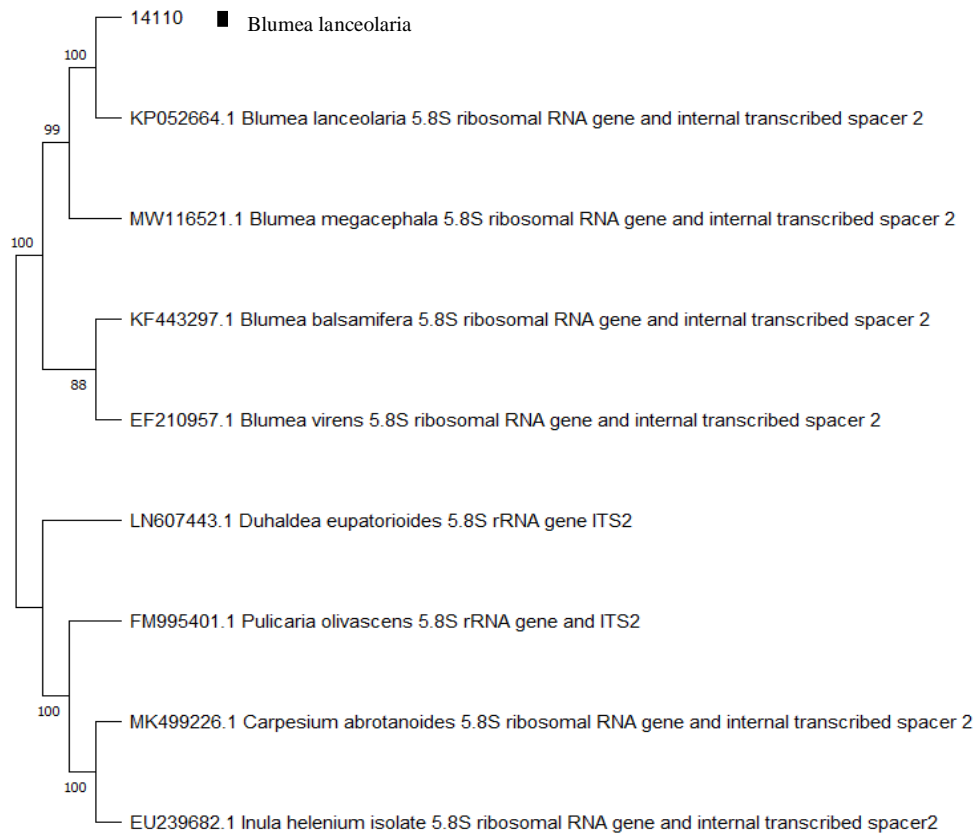 14110 Blumea lanceolaria
100
KP052664.1 Blumea lanceolaria 5.8S ribosomal RNA gene and internal transcribed spacer 2
99
MW116521.1 Blumea megacephala 5.8S ribosomal RNA gene and internal transcribed spacer 2
100
KF443297.1 Blumea balsamifera 5.8S ribosomal RNA gene and internal transcribed spacer 2
88
EF210957.1 Blumea virens 5.8S ribosomal RNA gene and internal transcribed spacer 2
LN607443.1 Duhaldea eupatorioides 5.8S rRNA gene ITS2
FM995401.1 Pulicaria olivascens 5.8S rRNA gene and ITS2
100
MK499226.1 Carpesium abrotanoides 5.8S ribosomal RNA gene and internal transcribed spacer 2
100
EU239682.1 Inula helenium isolate 5.8S ribosomal RNA gene and internal transcribed spacer2